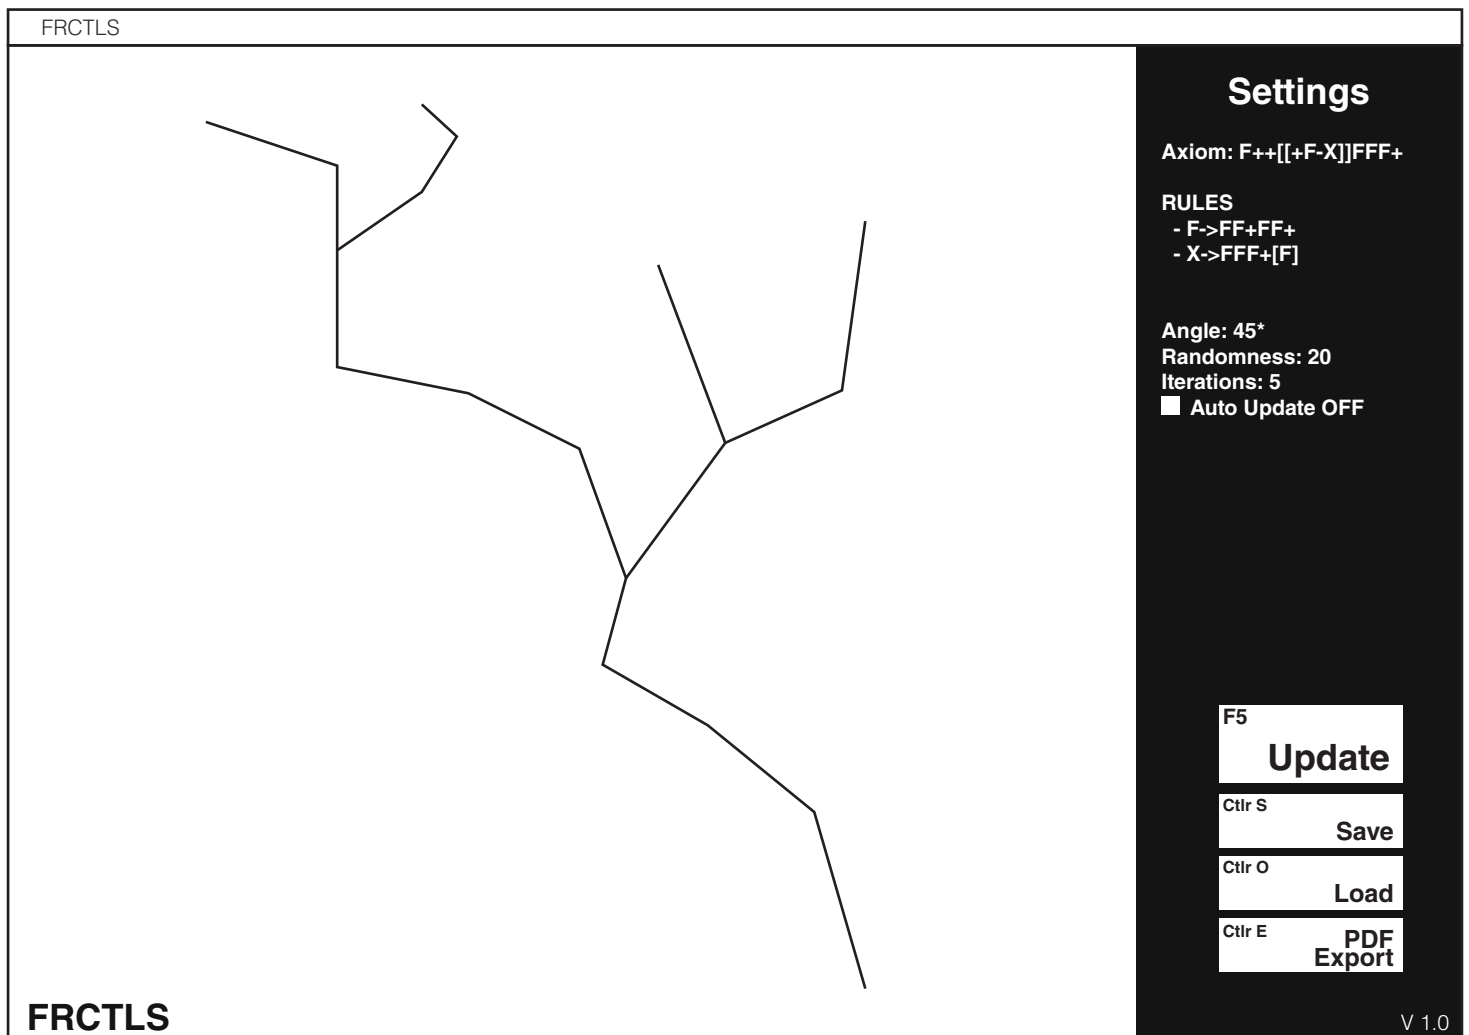 FRCTLS
Settings
Axiom: F++[[+F-X]]FFF+
RULES
- F->FF+FF+
- X->FFF+[F]
Angle: 45*
Randomness: 20
Iterations: 5
Auto Update OFF
F5
Update
Ctlr S
Save
Ctlr O
Load
Ctlr E
PDF
Export
FRCTLS
V 1.0